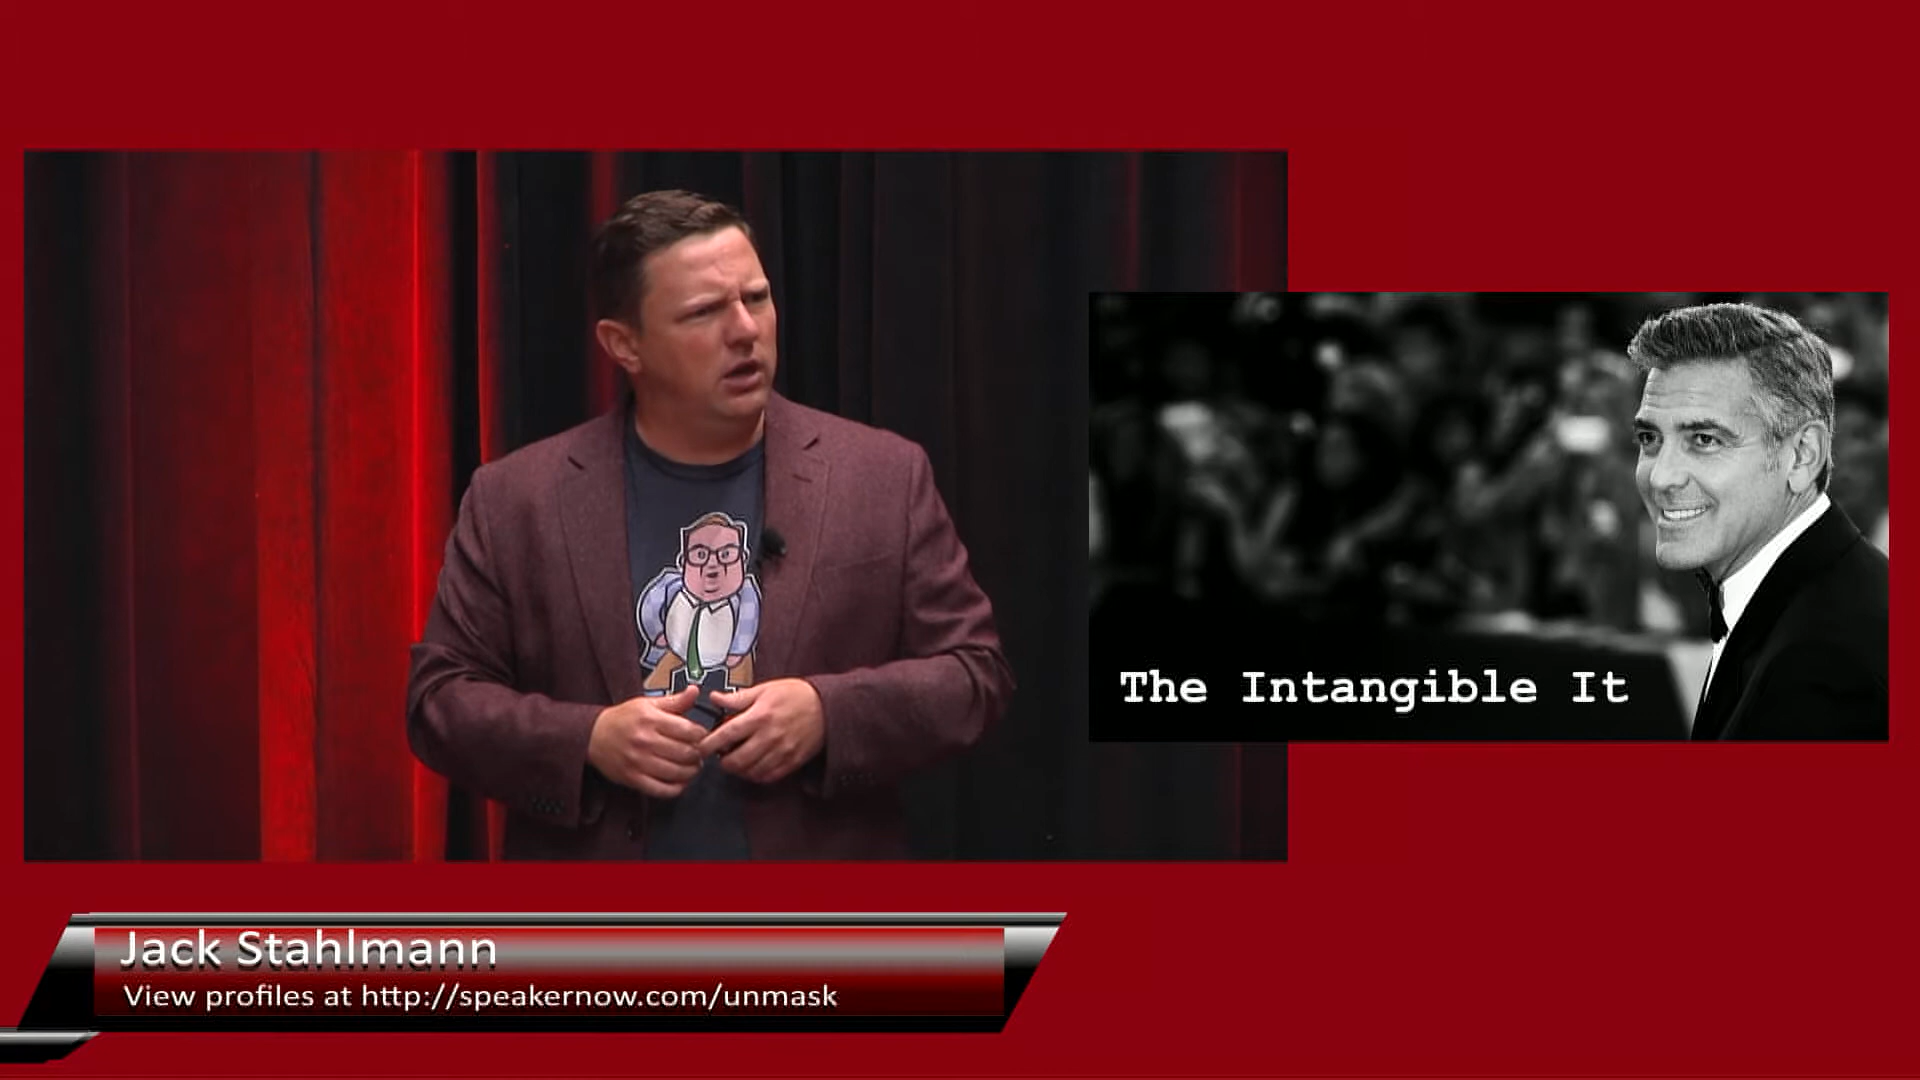 The Intangible It
Jack Stahlmann
View profiles at http://speakernow.com/unmask